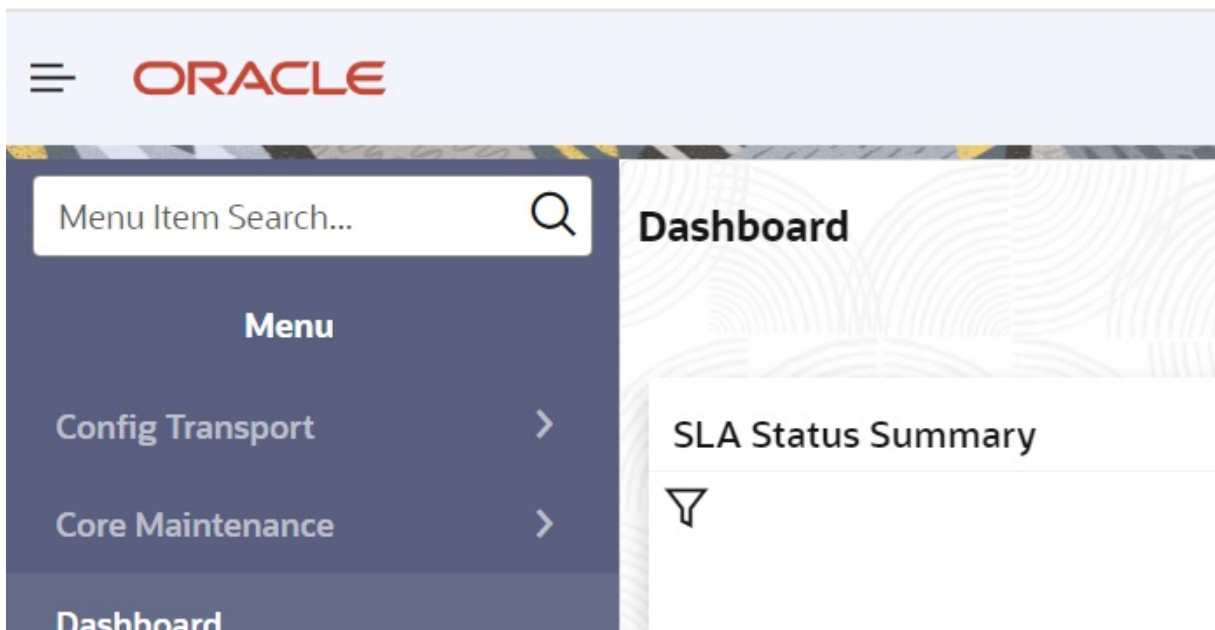 ORACLE
Menu Item Search...
Dashboard
Menu
Config Transport
SLA Status Summary
Core Maintenance
Dashboard